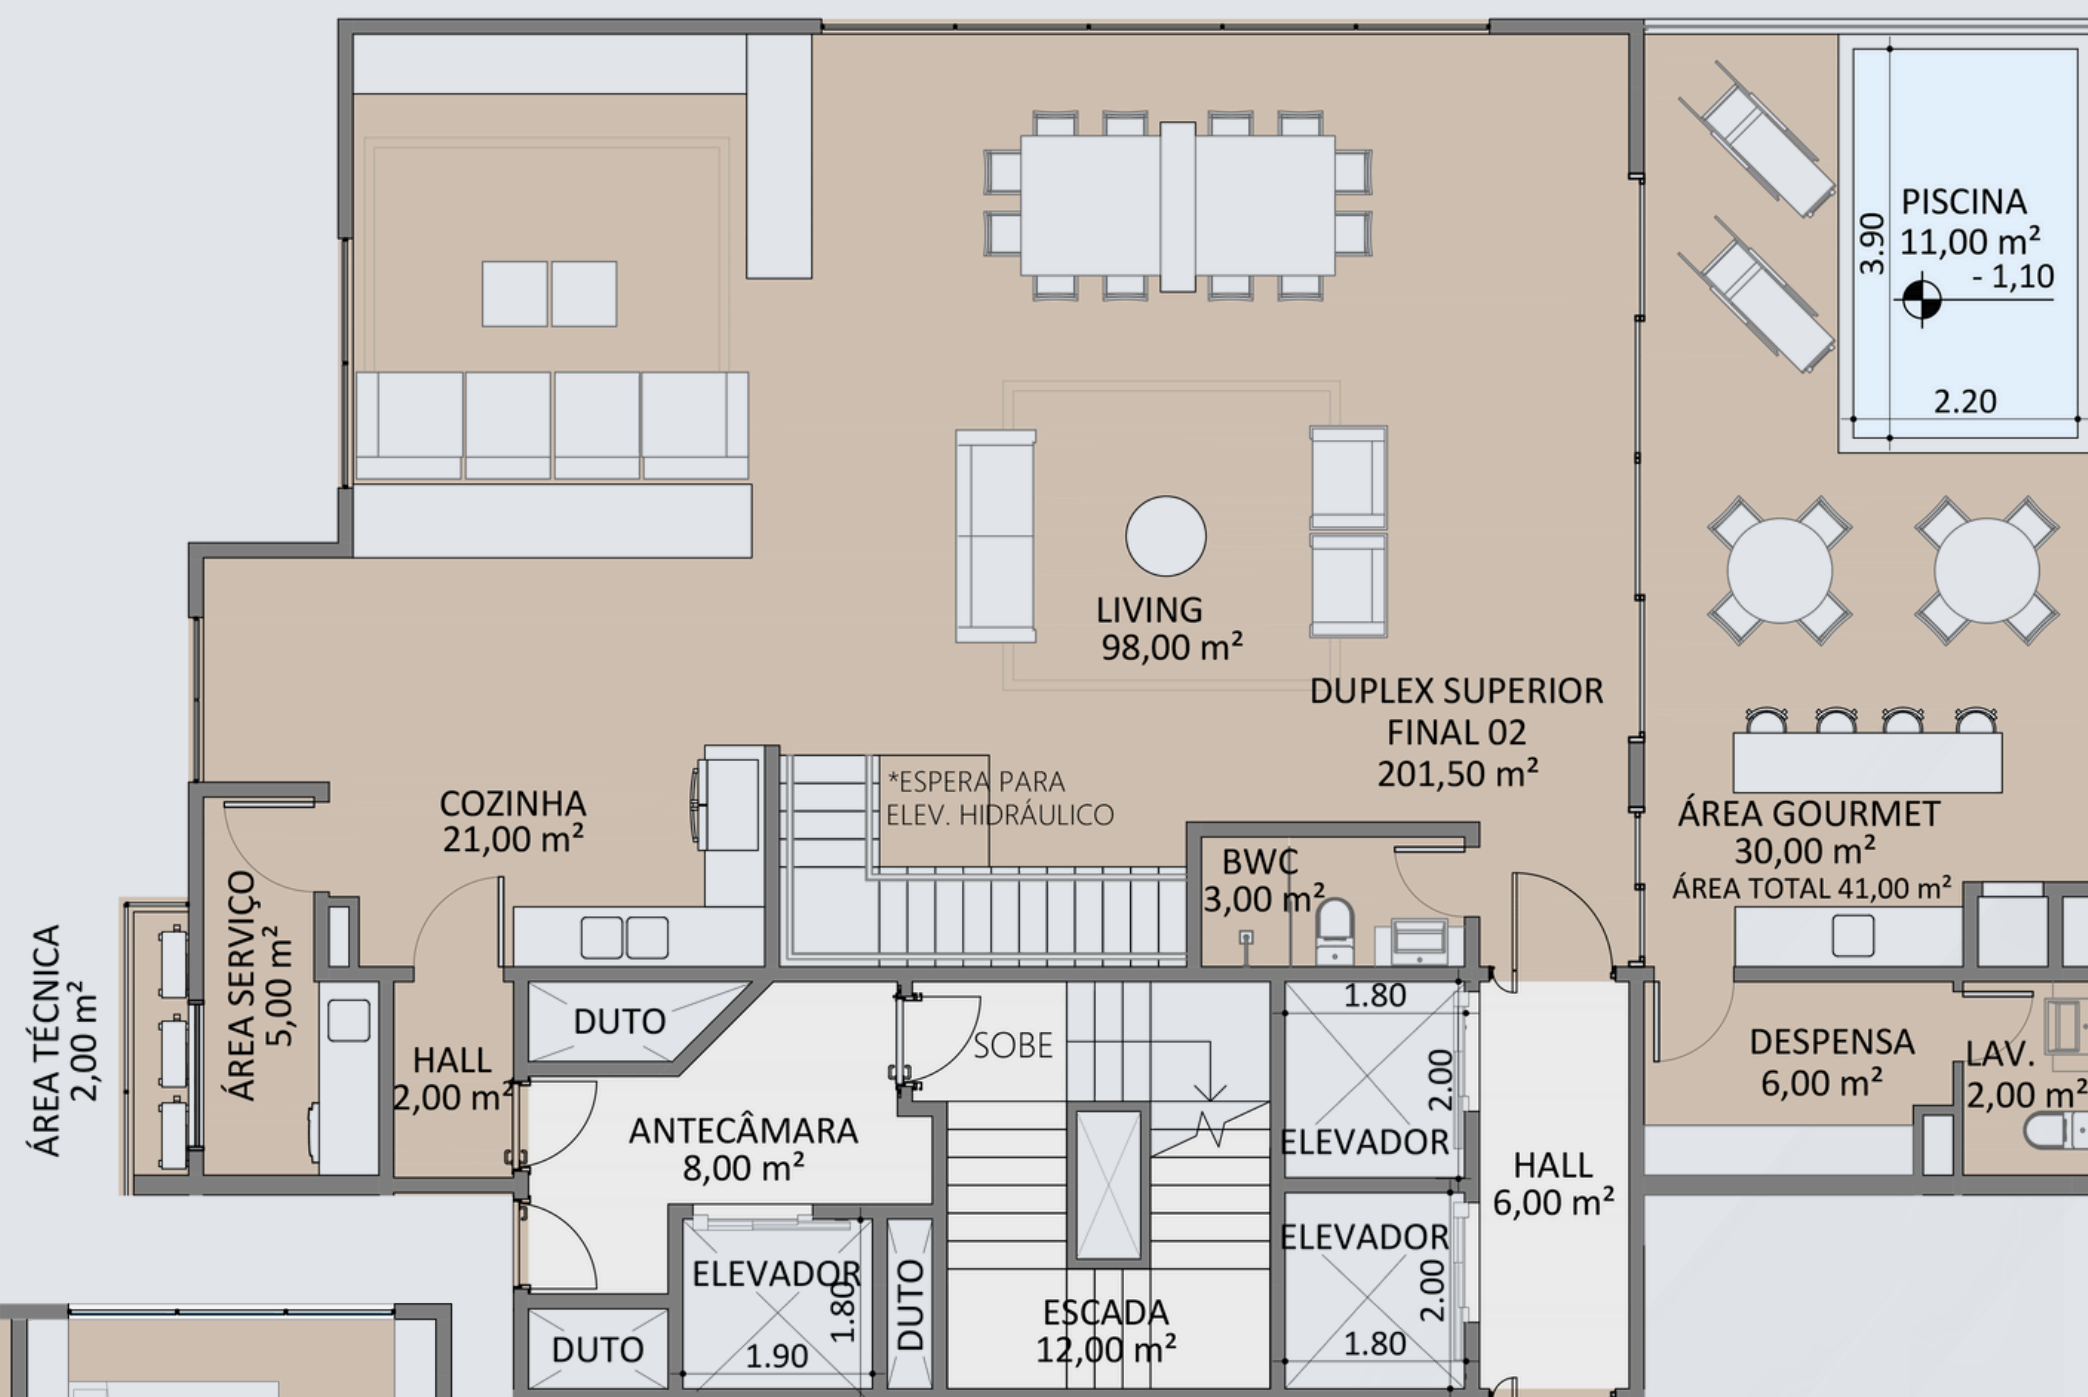 PISCINA
11,00 m²
- 1,10
3.90
2.20
LIVING
98,00 m²
DUPLEX SUPERIOR
FINAL 02
201,50 m²
*ESPERA PARA
ELEV. HIDRÁULICO
COZINHA
21,00 m²
BWC
3,00 m²
ÁREA GOURMET
30,00 m²
ÁREA TOTAL 41,00 m²
ÁREA TÉCNICA
2,00 m²
ÁREA SERVIÇO
5,00 m²
HALL
2,00 m²
DUTO
SOBE
1.80
2.00
ELEVADOR
DESPENSA
6,00 m²
LAV.
2,00 m²
ANTECÂMARA
8,00 m²
HALL
6,00 m²
ELEVADOR
1.80
1.90
DUTO
DUTO
ESCADA
12,00 m²
ELEVADOR
2.00
1.80